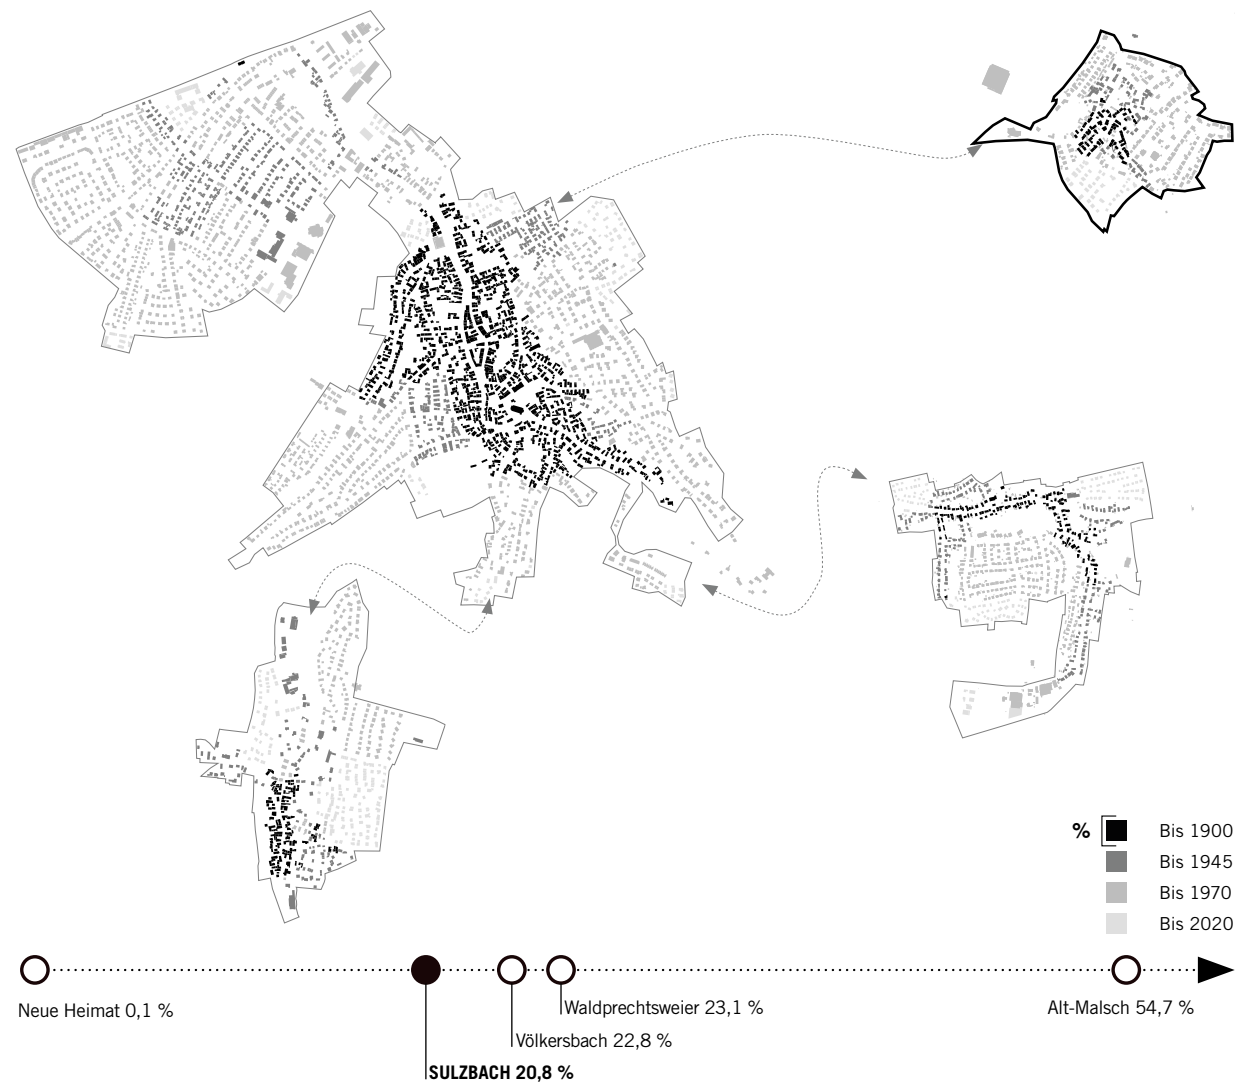 % Bis 1900
Bis 1945
Bis 1970
Bis 2020
Neue Heimat 0,1 %
Waldprechtsweier 23,1 %
Alt-Malsch 54,7 %
Völkersbach 22,8 %
SULZBACH 20,8 %